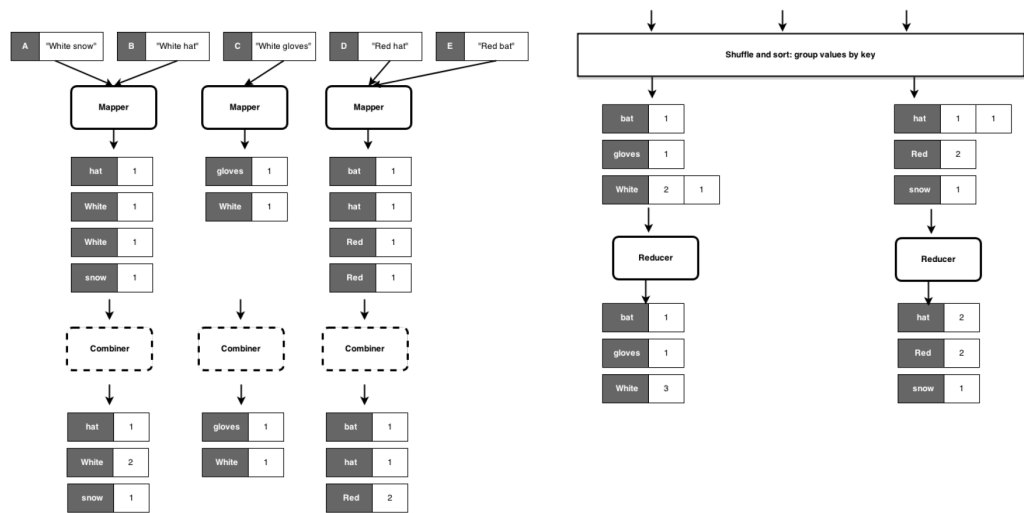 A "White snow" B "White hat" C "White gloves" D "Red hat" E "Red bat"
Mapper Mapper Mapper
hat 1 gloves 1 bat 1
White 1 White 1 hat 1
White 1 Red 1
snow 1 Red 1
Combiner Combiner Combiner
hat 1 gloves 1 bat 1
White 2 White 1 hat 1
snow 1 Red 2
Shuffle and sort: group values by key
bat 1 hat 1 1
gloves 1 Red 2
White 2 1 snow 1
Reducer Reducer
bat 1 hat 2
gloves 1 Red 2
White 3 snow 1